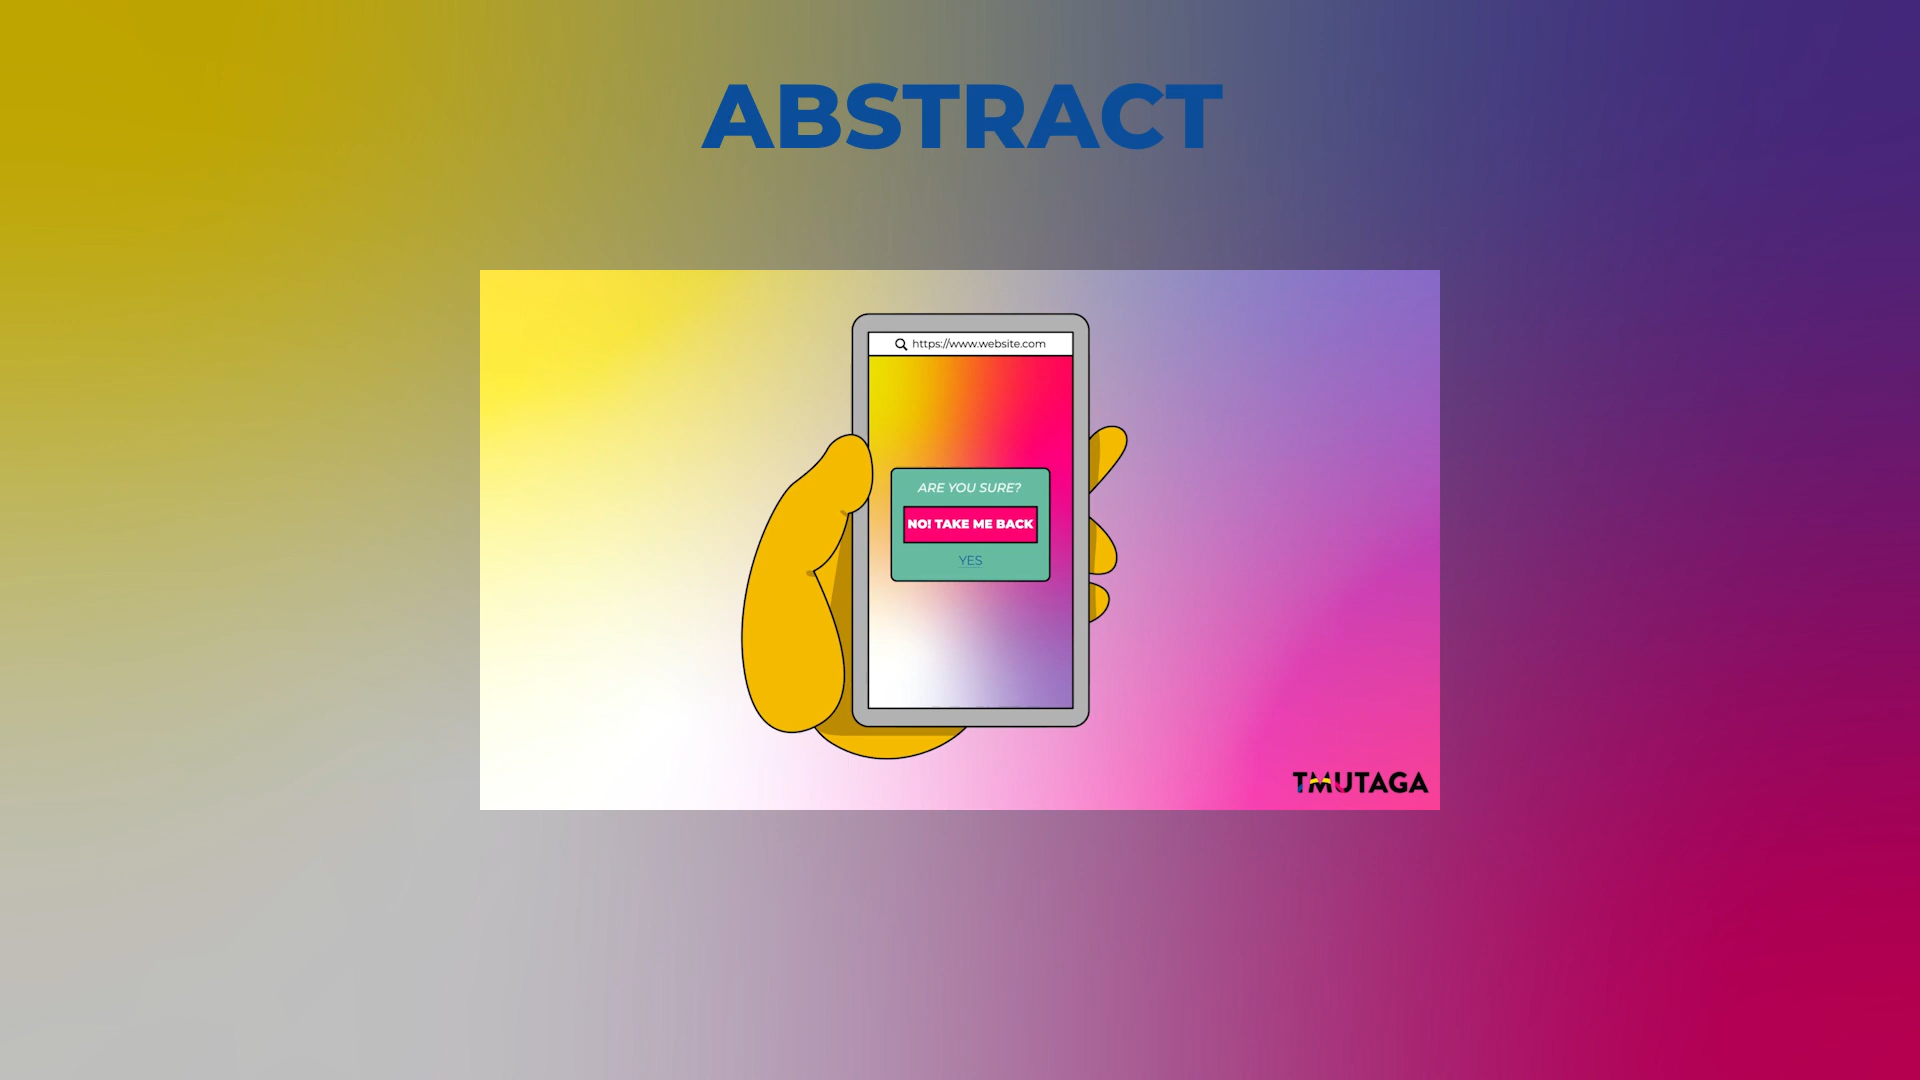 ABSTRACT
https://www.website.com
ARE YOU SURE?
NO! TAKE ME BACK
YES
TMUTAGA